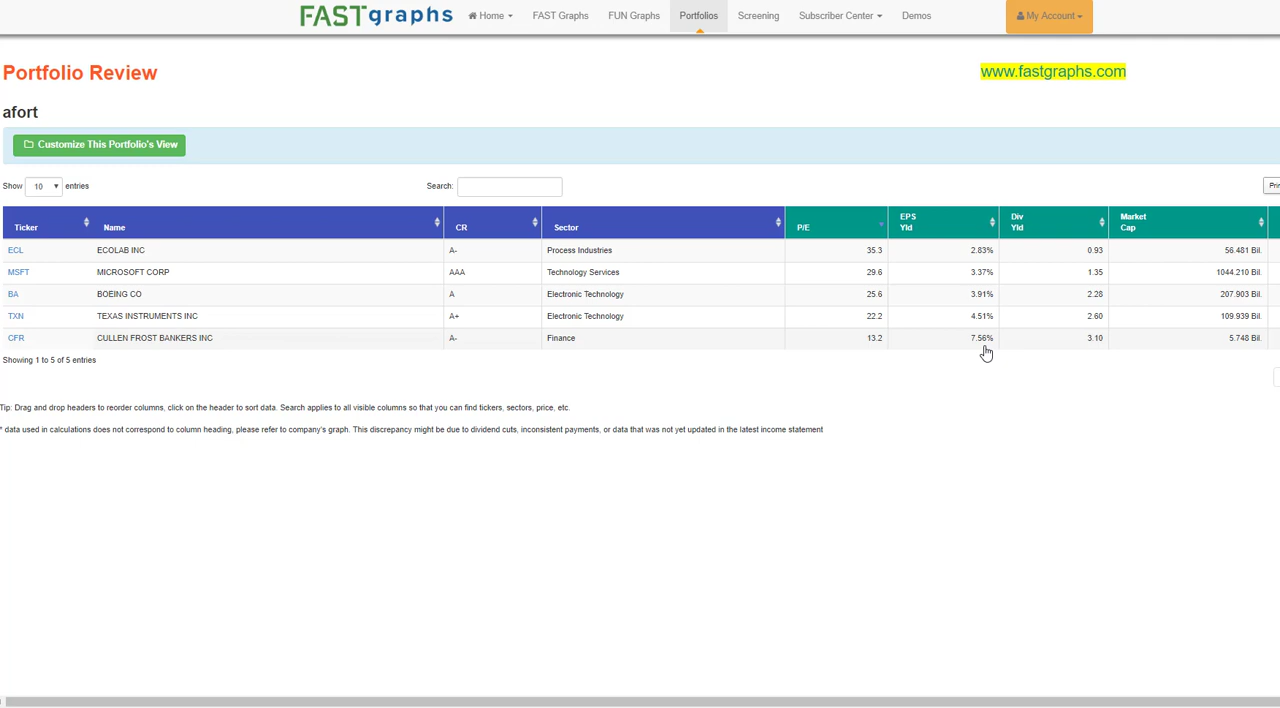 FASTgraphs Home FAST Graphs FUN Graphs Portfolios Screening Subscriber Center Demos My Account
Portfolio Review www.fastgraphs.com
afort
Customize This Portfolio's View
Show 10 entries Search:
Ticker Name CR Sector P/E EPS Yld Div Yld Market Cap
ECL ECOLAB INC A- Process Industries 35.3 2.83% 0.93 56.481 Bil.
MSFT MICROSOFT CORP AAA Technology Services 29.6 3.37% 1.35 1044.210 Bil.
BA BOEING CO A Electronic Technology 25.6 3.91% 2.28 207.903 Bil.
TXN TEXAS INSTRUMENTS INC A+ Electronic Technology 22.2 4.51% 2.60 109.939 Bil.
CFR CULLEN FROST BANKERS INC A- Finance 13.2 7.56% 3.10 5.748 Bil.
Showing 1 to 5 of 5 entries
Tip: Drag and drop headers to reorder columns, click on the header to sort data. Search applies to all visible columns so that you can find tickers, sectors, price, etc.
* data used in calculations does not correspond to column heading, please refer to company's graph. This discrepancy might be due to dividend cuts, inconsistent payments, or data that was not yet updated in the latest income statement